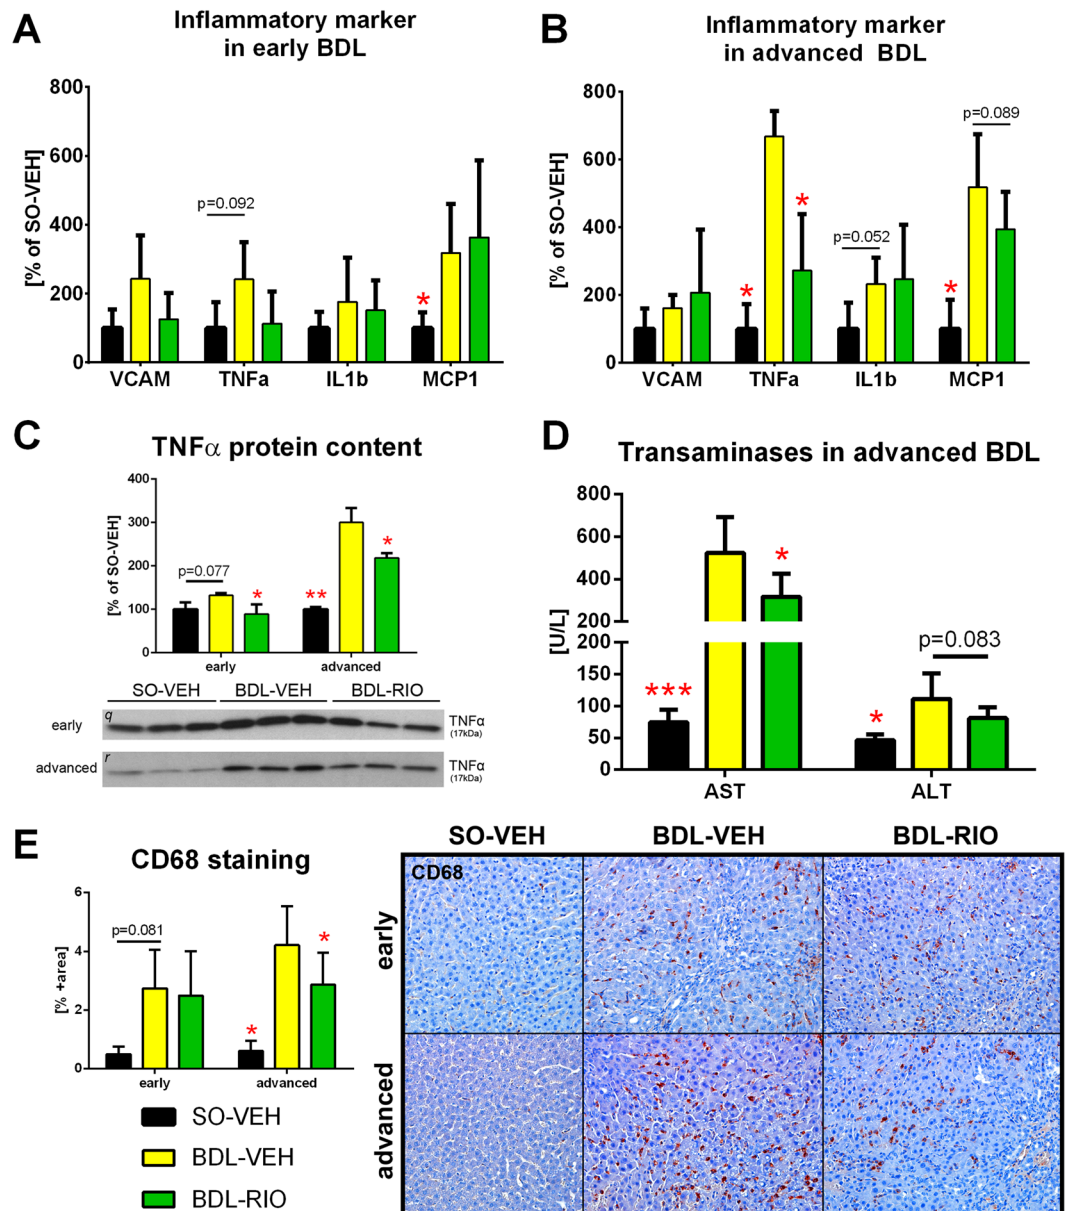 A
Inflammatory marker
in early BDL
[% of SO-VEH]
800
600
400
200
0
p=0.092
*
VCAM
TNFa
IL1b
MCP1
B
Inflammatory marker
in advanced BDL
[% of SO-VEH]
800
600
400
200
0
*
*
p=0.052
*
p=0.089
VCAM
TNFa
IL1b
MCP1
C
TNFα protein content
[% of SO-VEH]
400
300
200
100
0
p=0.077
*
**
*
early
advanced
SO-VEH
BDL-VEH
BDL-RIO
early
q
TNFα
(17kDa)
advanced
r
TNFα
(17kDa)
D
Transaminases in advanced BDL
[U/L]
800
600
400
200
200
150
100
50
0
***
*
*
p=0.083
AST
ALT
E
CD68 staining
[% +area]
6
4
2
0
p=0.081
*
*
early
advanced
SO-VEH
BDL-VEH
BDL-RIO
SO-VEH
BDL-VEH
BDL-RIO
CD68
early
advanced